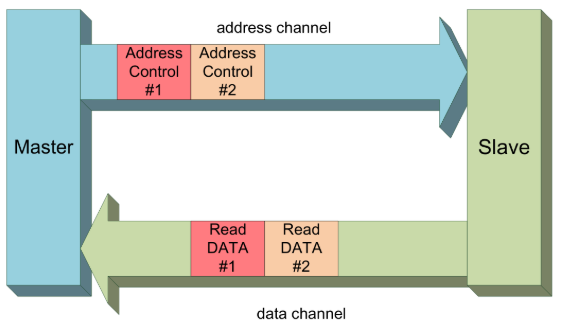 address channel
Address
Control
#1
Address
Control
#2
Master
Slave
Read
DATA
#1
Read
DATA
#2
data channel